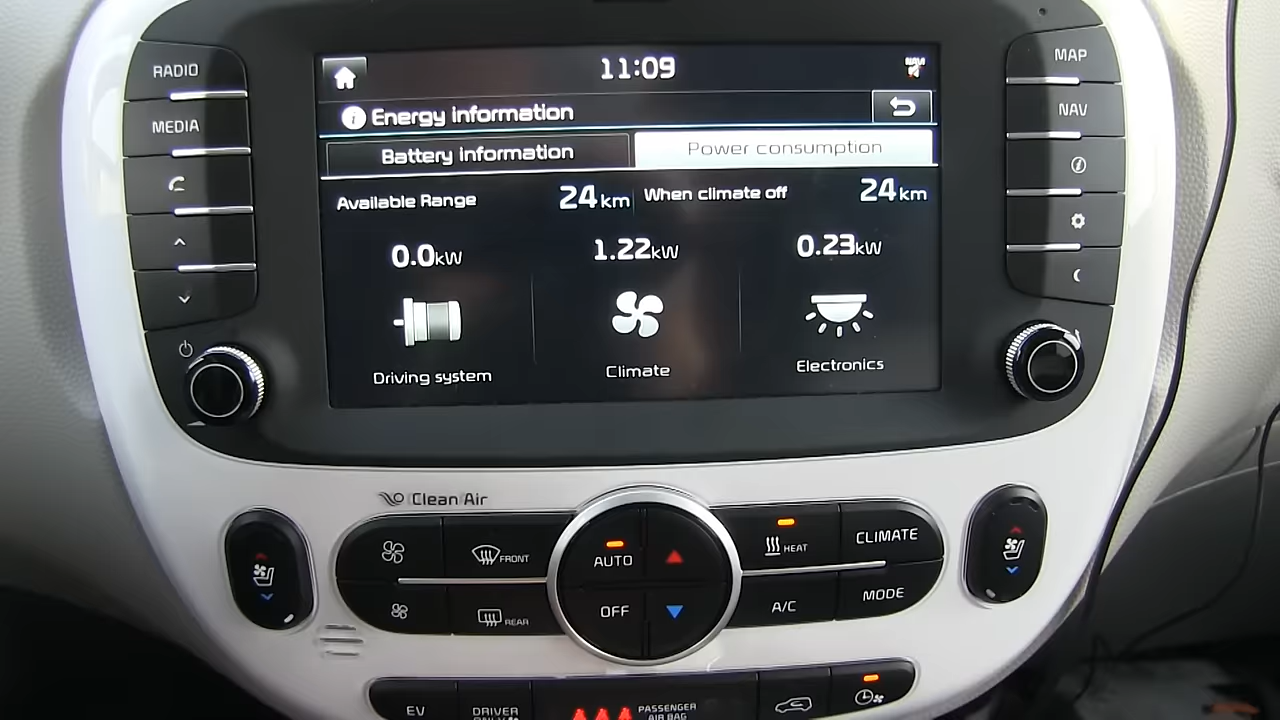 RADIO
MEDIA
MAP
NAV
11:09
NAVI
Energy information
Battery information
Power consumption
Available Range 24 km
When climate off 24 km
0.0 kW
1.22 kW
0.23 kW
Driving system
Climate
Electronics
Clean Air
FRONT
AUTO
HEAT
CLIMATE
REAR
OFF
A/C
MODE
EV
DRIVER
ONLY
PASSENGER
AIR BAG